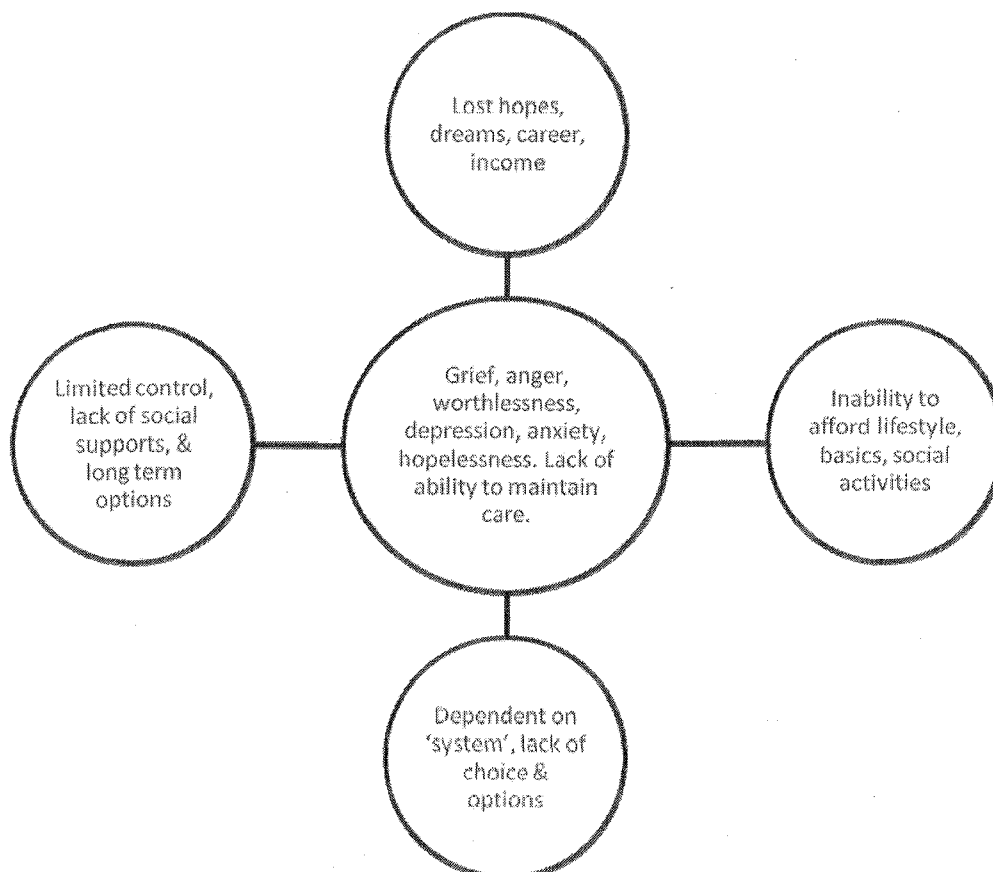 Lost hopes,
dreams, career,
income
Limited control,
lack of social
supports, &
long term
options
Grief, anger,
worthlessness,
depression, anxiety,
hopelessness. Lack of
ability to maintain
care.
Inability to
afford lifestyle,
basics, social
activities
Dependent on
‘system’, lack of
choice &
options